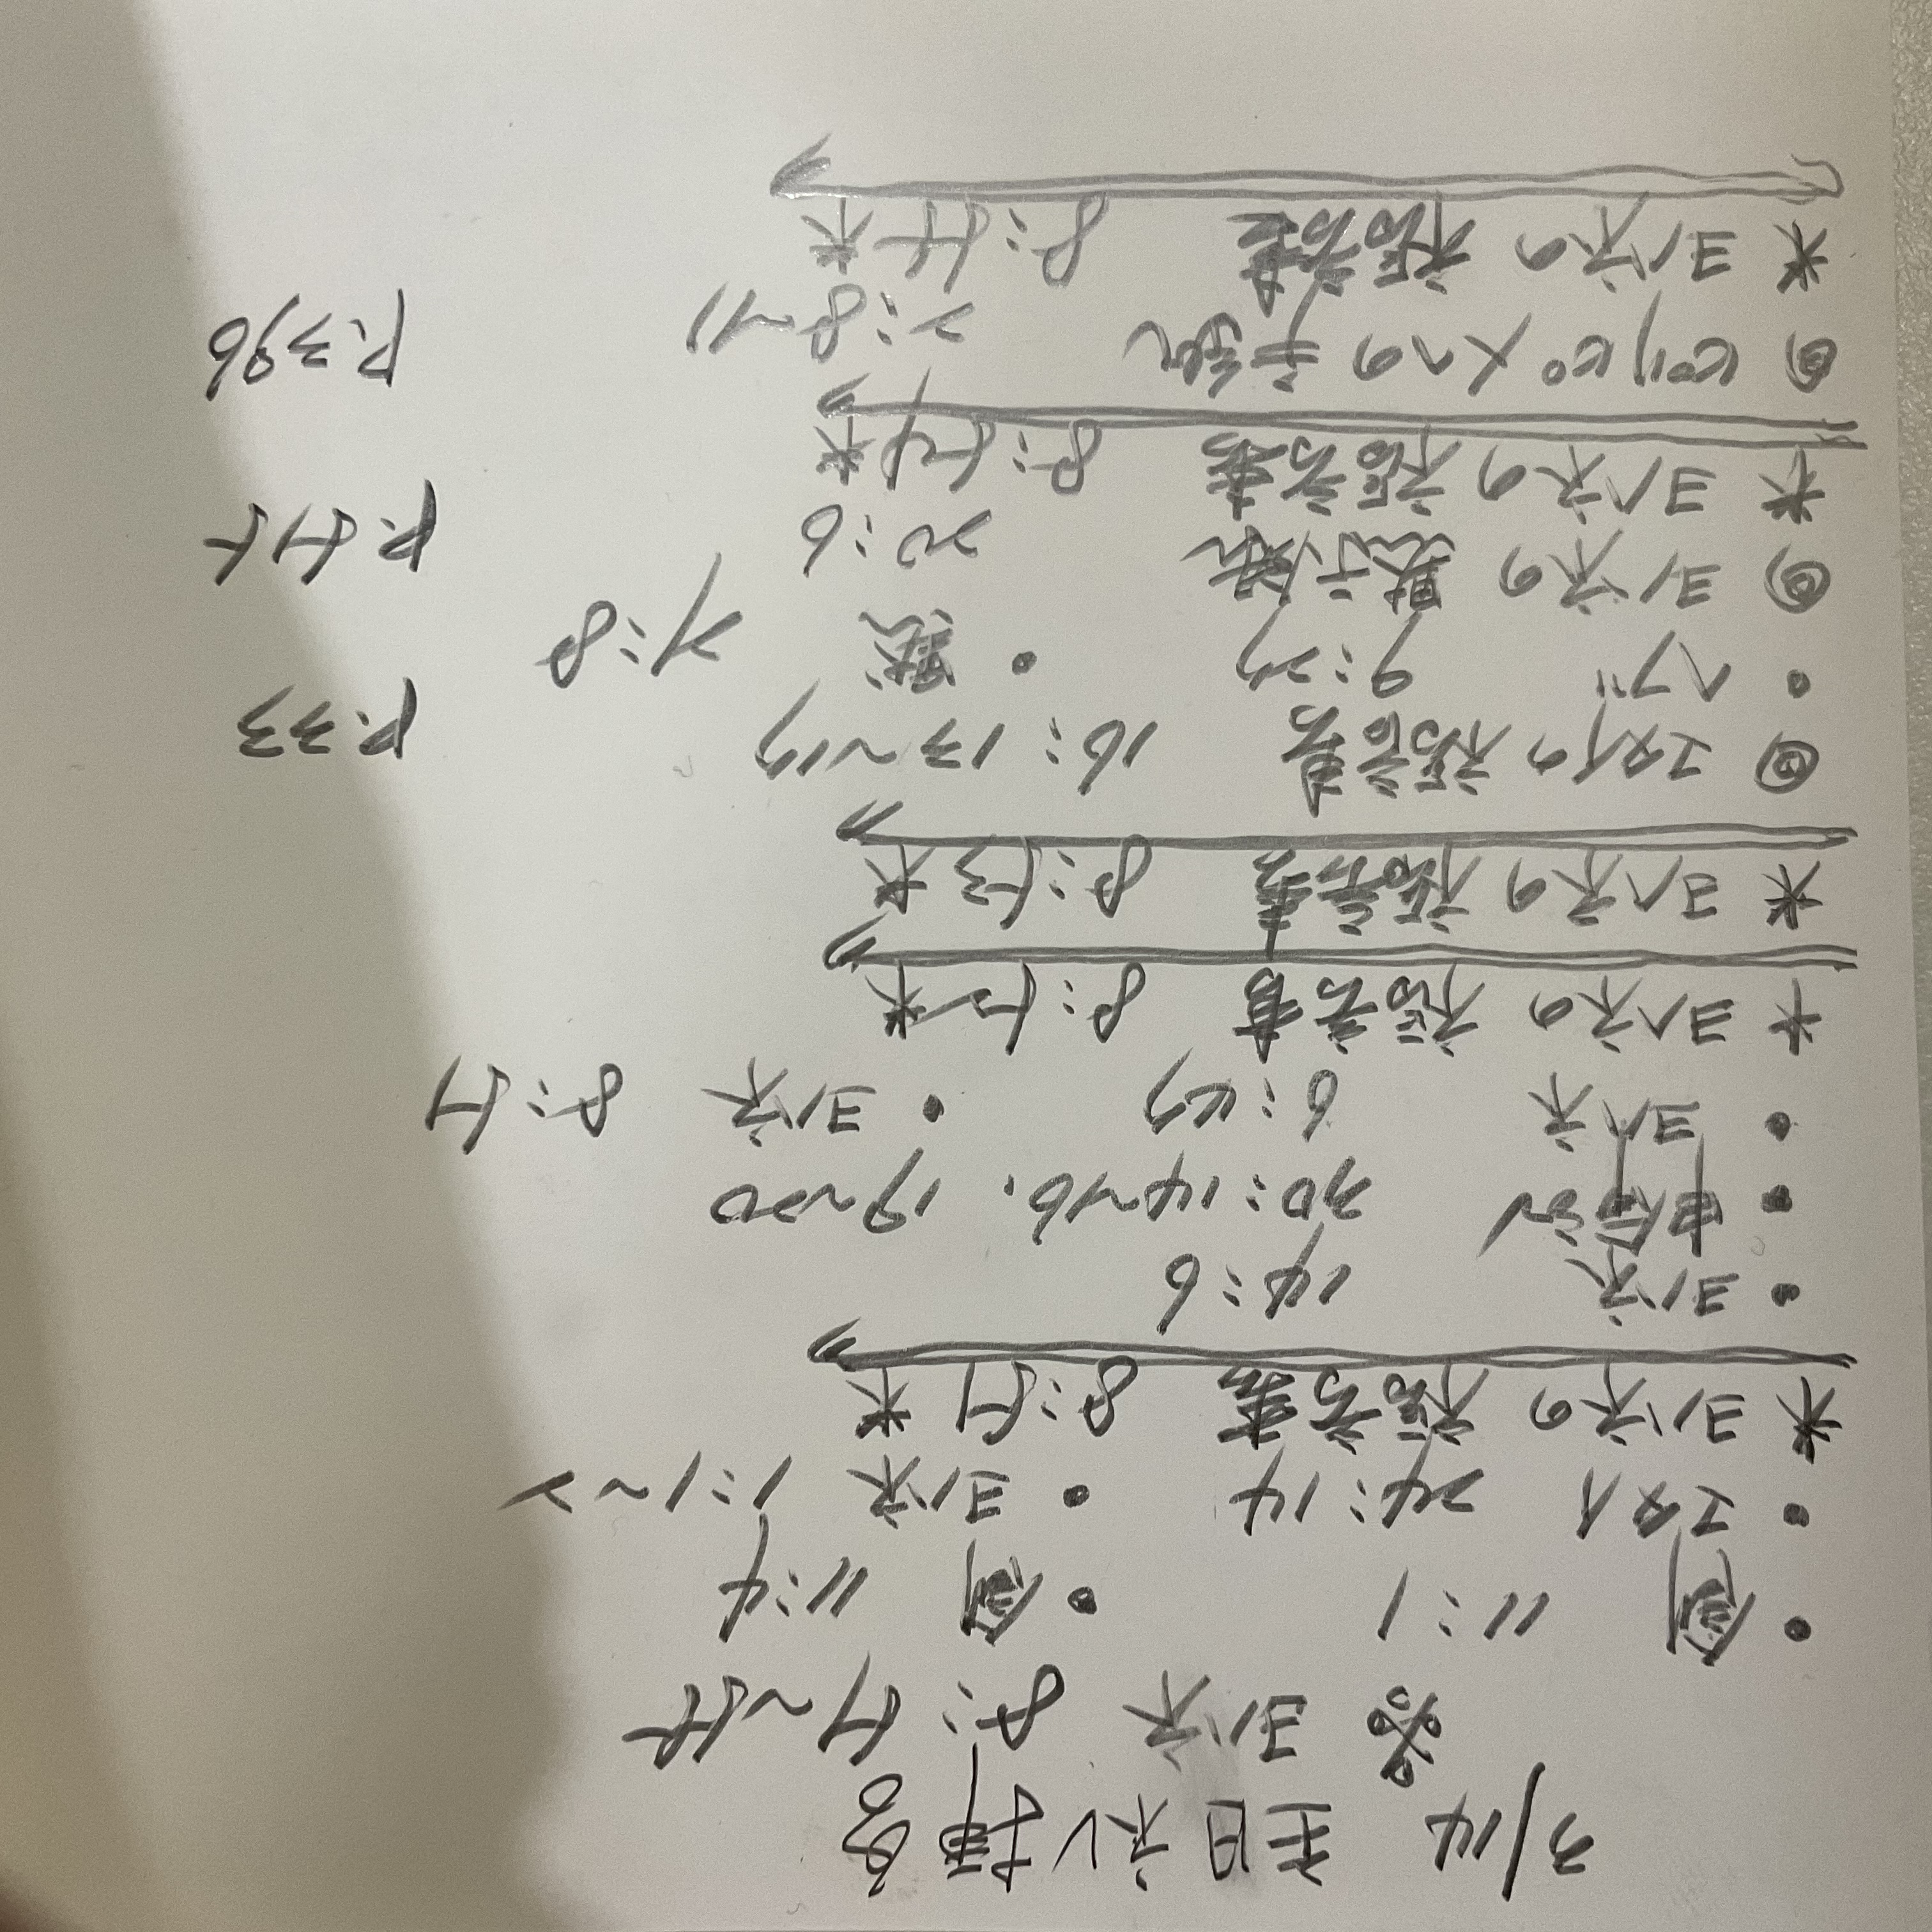 3/14 主日礼拝
ヨハネ 8:51~55
・創 11:1 ・創 11:4
・マタイ 24:14 ・ヨハネ 1:1~2
* ヨハネの福音書 8:51 *
・ヨハネ 14:6
・申命記 30:14~16. 19~20
・ヨハネ 6:47 ・ヨハネ 8:51
* ヨハネの福音書 8:52 *
* ヨハネの福音書 8:53 *
◎ マタイの福音書 16:13~17 P.33
・ヘブ 9:27 ・黙 21:8
◎ ヨハネの黙示録 20:6 P.515
* ヨハネの福音書 8:54 *
◎ ピリピ人への手紙 2:8~11 P.396
* ヨハネの福音書 8:55 *